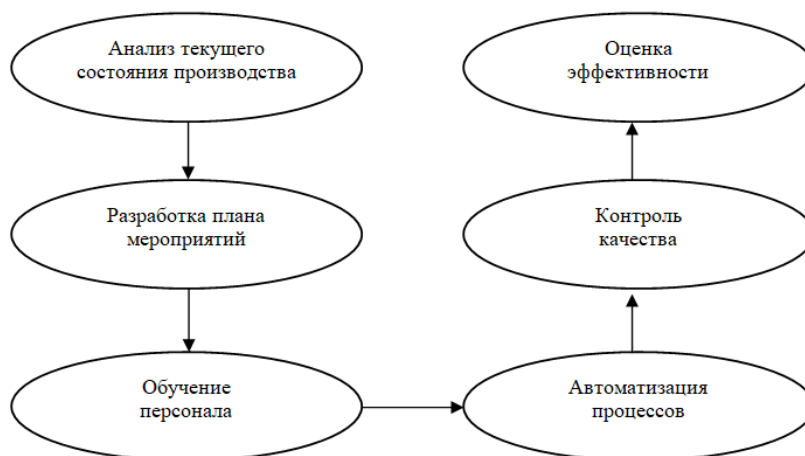 Анализ текущего
состояния производства
Разработка плана
мероприятий
Обучение
персонала
Автоматизация
процессов
Контроль
качества
Оценка
эффективности